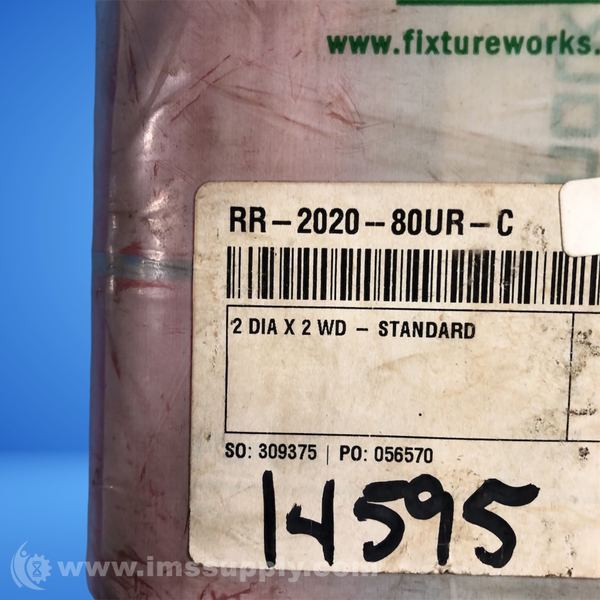 www.fixtureworks.
RR-2020-80UR-C
2 DIA X 2 WD - STANDARD
SO: 309375 | PO: 056570
14595
www.imssupply.com